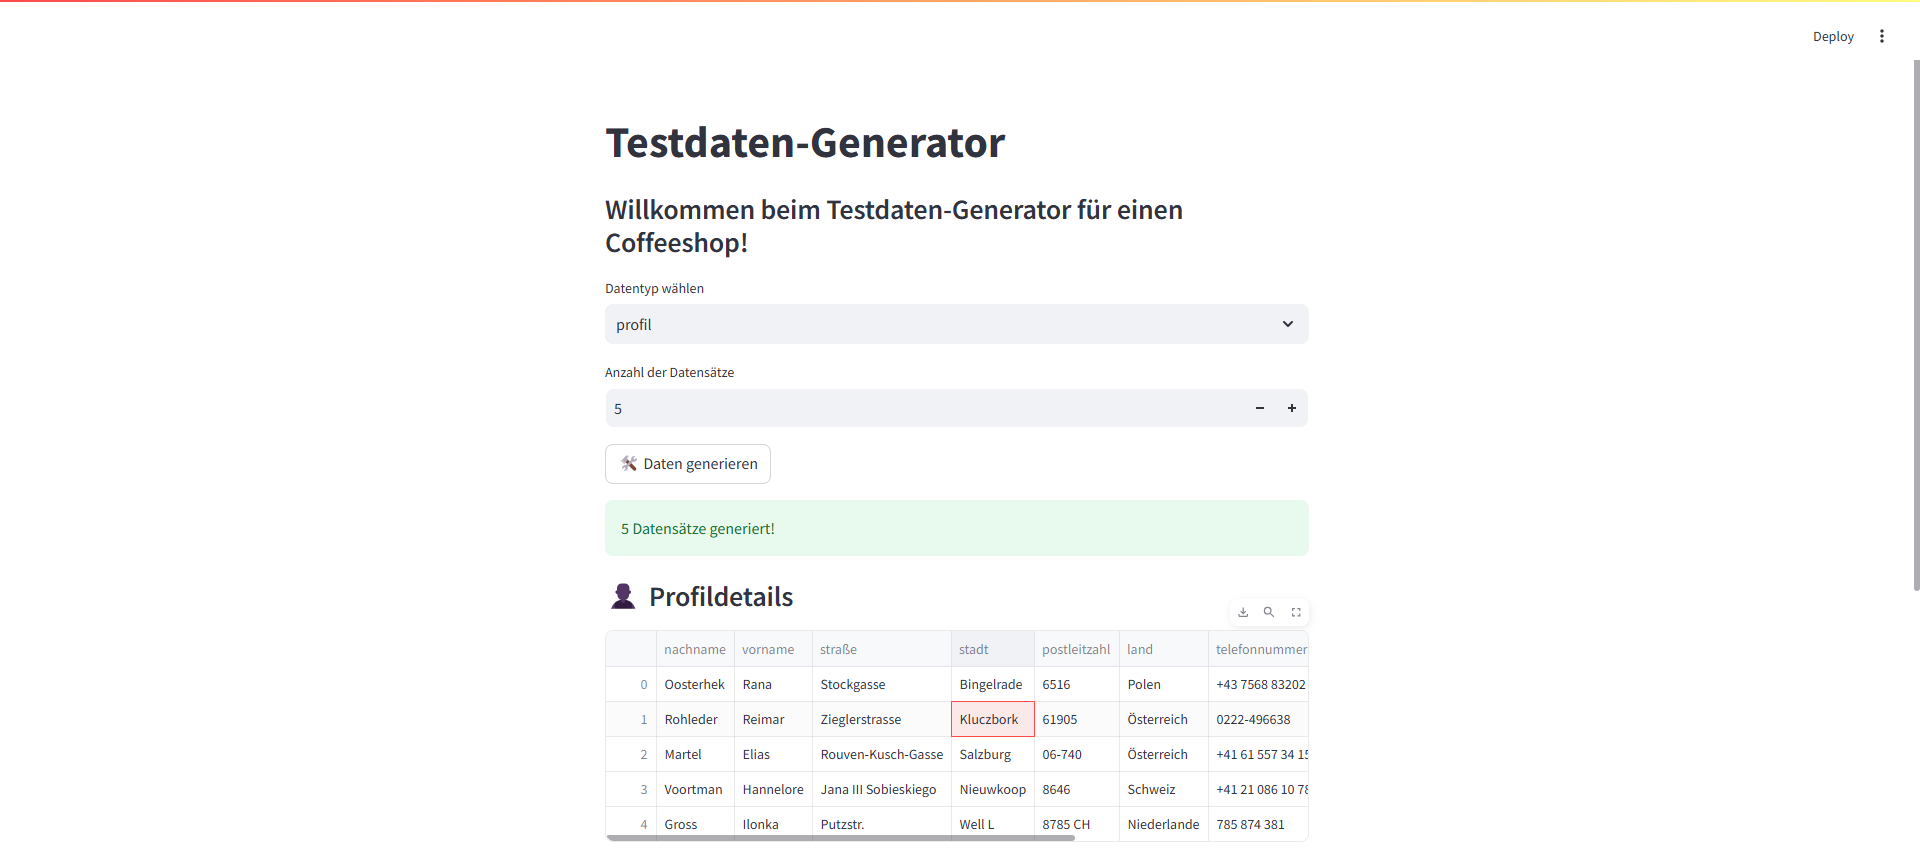 Deploy
Testdaten-Generator
Willkommen beim Testdaten-Generator für einen
Coffeeshop!
Datentyp wählen
profil
Anzahl der Datensätze
5
Daten generieren
5 Datensätze generiert!
Profildetails
nachname vorname straße stadt postleitzahl land telefonnummer
0 Oosterhek Rana Stockgasse Bingelrade 6516 Polen +43 7568 83202
1 Rohleder Reimar Zieglerstrasse Kluczbork 61905 Österreich 0222-496638
2 Martel Elias Rouven-Kusch-Gasse Salzburg 06-740 Österreich +41 61 557 34 15
3 Voortman Hannelore Jana III Sobieskiego Nieuwkoop 8646 Schweiz +41 21 086 10 78
4 Gross Ilonka Putzstr. Well L 8785 CH Niederlande 785 874 381